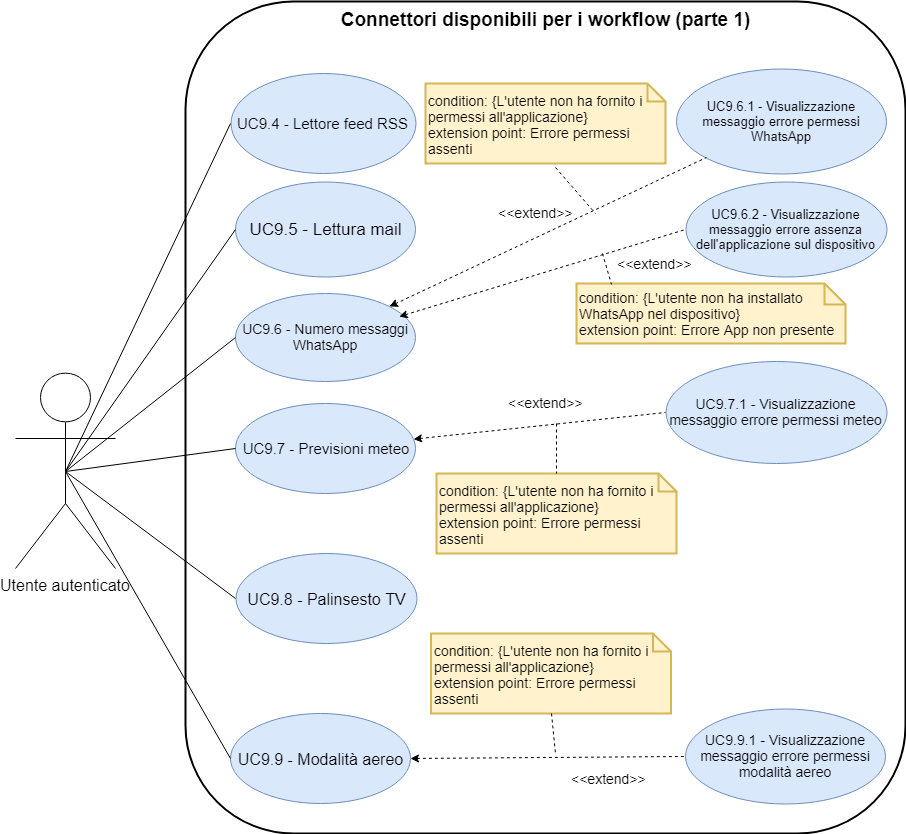 Connettori disponibili per i workflow (parte 1)
UC9.4 - Lettore feed RSS
condition: {L'utente non ha fornito i
permessi all'applicazione}
extension point: Errore permessi
assenti
UC9.6.1 - Visualizzazione
messaggio errore permessi
WhatsApp
<<extend>>
UC9.5 - Lettura mail
UC9.6.2 - Visualizzazione
messaggio errore assenza
dell'applicazione sul dispositivo
<<extend>>
condition: {L'utente non ha installato
WhatsApp nel dispositivo}
extension point: Errore App non presente
UC9.6 - Numero messaggi
WhatsApp
<<extend>>
UC9.7.1 - Visualizzazione
messaggio errore permessi meteo
UC9.7 - Previsioni meteo
condition: {L'utente non ha fornito i
permessi all'applicazione}
extension point: Errore permessi
assenti
Utente autenticato
UC9.8 - Palinsesto TV
condition: {L'utente non ha fornito i
permessi all'applicazione}
extension point: Errore permessi
assenti
UC9.9 - Modalità aereo
UC9.9.1 - Visualizzazione
messaggio errore permessi
modalità aereo
<<extend>>